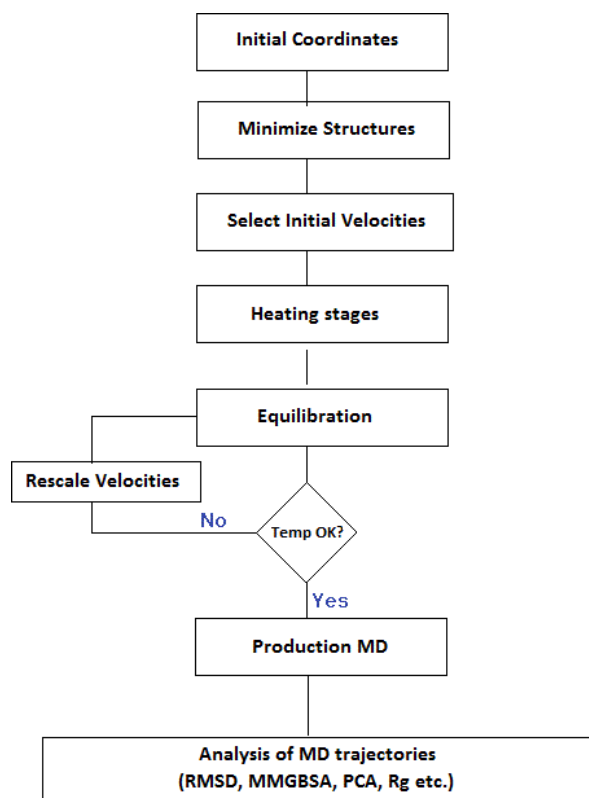 Initial Coordinates
Minimize Structures
Select Initial Velocities
Heating stages
Equilibration
Rescale Velocities
Temp OK?
No
Yes
Production MD
Analysis of MD trajectories
(RMSD, MMGBSA, PCA, Rg etc.)